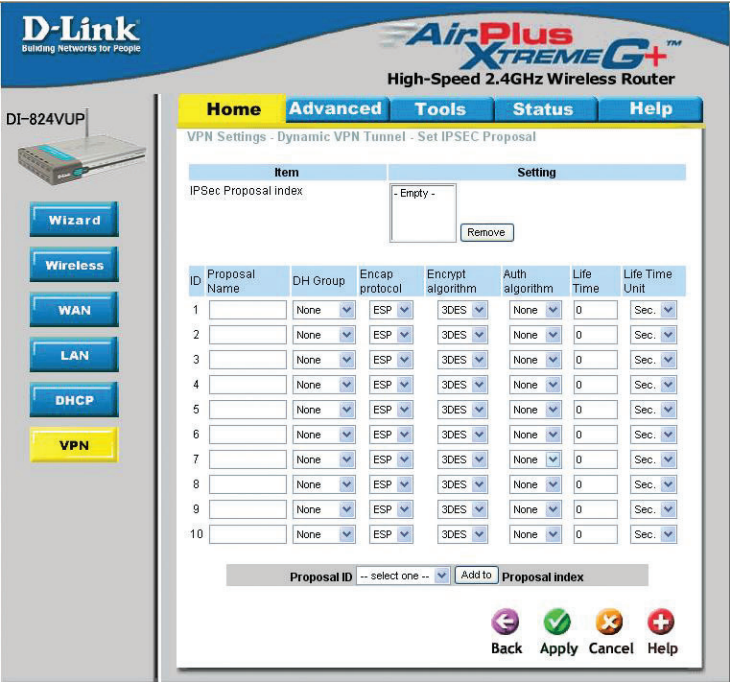 D-Link
Building Networks for People
AirPlus
XTREME G+™
High-Speed 2.4GHz Wireless Router
DI-824VUP
Home Advanced Tools Status Help
VPN Settings - Dynamic VPN Tunnel - Set IPSEC Proposal
Item Setting
IPSec Proposal index - Empty -
Remove
Wizard
Wireless
WAN
LAN
DHCP
VPN
ID Proposal Name DH Group Encap protocol Encrypt algorithm Auth algorithm Life Time Life Time Unit
1 None ESP 3DES None 0 Sec.
2 None ESP 3DES None 0 Sec.
3 None ESP 3DES None 0 Sec.
4 None ESP 3DES None 0 Sec.
5 None ESP 3DES None 0 Sec.
6 None ESP 3DES None 0 Sec.
7 None ESP 3DES None 0 Sec.
8 None ESP 3DES None 0 Sec.
9 None ESP 3DES None 0 Sec.
10 None ESP 3DES None 0 Sec.
Proposal ID -- select one -- Add to Proposal index
Back Apply Cancel Help